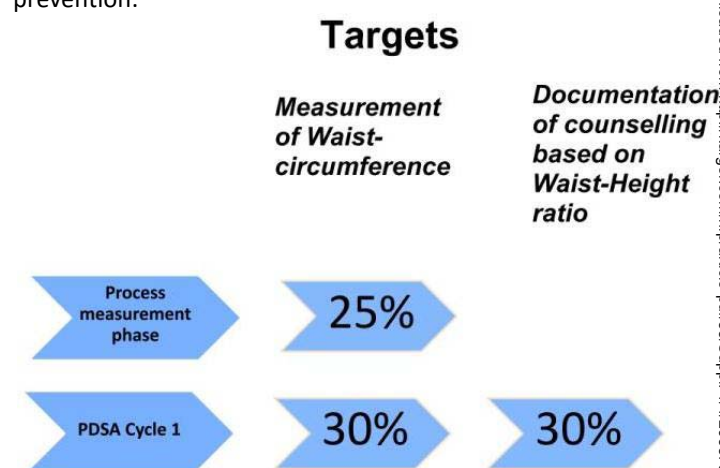 prevention.
Targets
Measurement
of Waist-
circumference
Documentation
of counselling
based on
Waist-Height
ratio
Process
measurement
phase
25%
PDSA Cycle 1
30%
30%